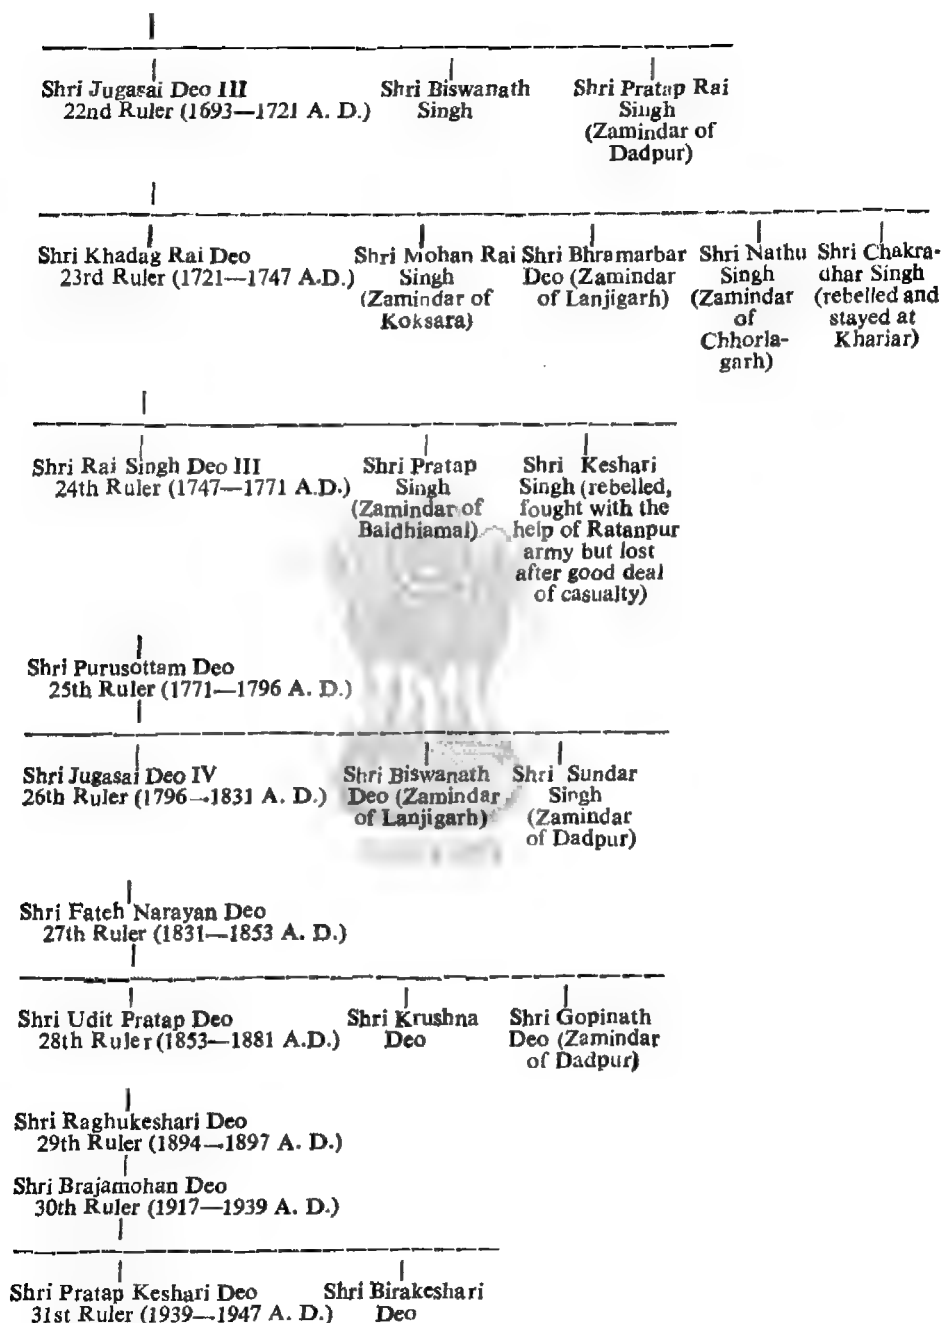 Shri Jugasai Deo III
22nd Ruler (1693—1721 A. D.)
Shri Biswanath
Singh
Shri Pratap Rai
Singh
(Zamindar of
Dadpur)
Shri Khadag Rai Deo
23rd Ruler (1721—1747 A.D.)
Shri Mohan Rai
Singh
(Zamindar of
Koksara)
Shri Bhramarbar
Deo (Zamindar
of Lanjigarh)
Shri Nathu
Singh
(Zamindar
of
Chhorla-
garh)
Shri Chakra-
dhar Singh
(rebelled and
stayed at
Khariar)
Shri Rai Singh Deo III
24th Ruler (1747—1771 A.D.)
Shri Pratap
Singh
(Zamindar of
Baldhiamal)
Shri Keshari
Singh (rebelled,
fought with the
help of Ratanpur
army but lost
after good deal
of casualty)
Shri Purusottam Deo
25th Ruler (1771—1796 A. D.)
Shri Jugasai Deo IV
26th Ruler (1796—1831 A. D.)
Shri Biswanath
Deo (Zamindar
of Lanjigarh)
Shri Sundar
Singh
(Zamindar
of Dadpur)
Shri Fateh Narayan Deo
27th Ruler (1831—1853 A. D.)
Shri Udit Pratap Deo
28th Ruler (1853—1881 A.D.)
Shri Krushna
Deo
Shri Gopinath
Deo (Zamindar
of Dadpur)
Shri Raghukeshari Deo
29th Ruler (1894—1897 A. D.)
Shri Brajamohan Deo
30th Ruler (1917—1939 A. D.)
Shri Pratap Keshari Deo
31st Ruler (1939—1947 A. D.)
Shri Birakeshari
Deo